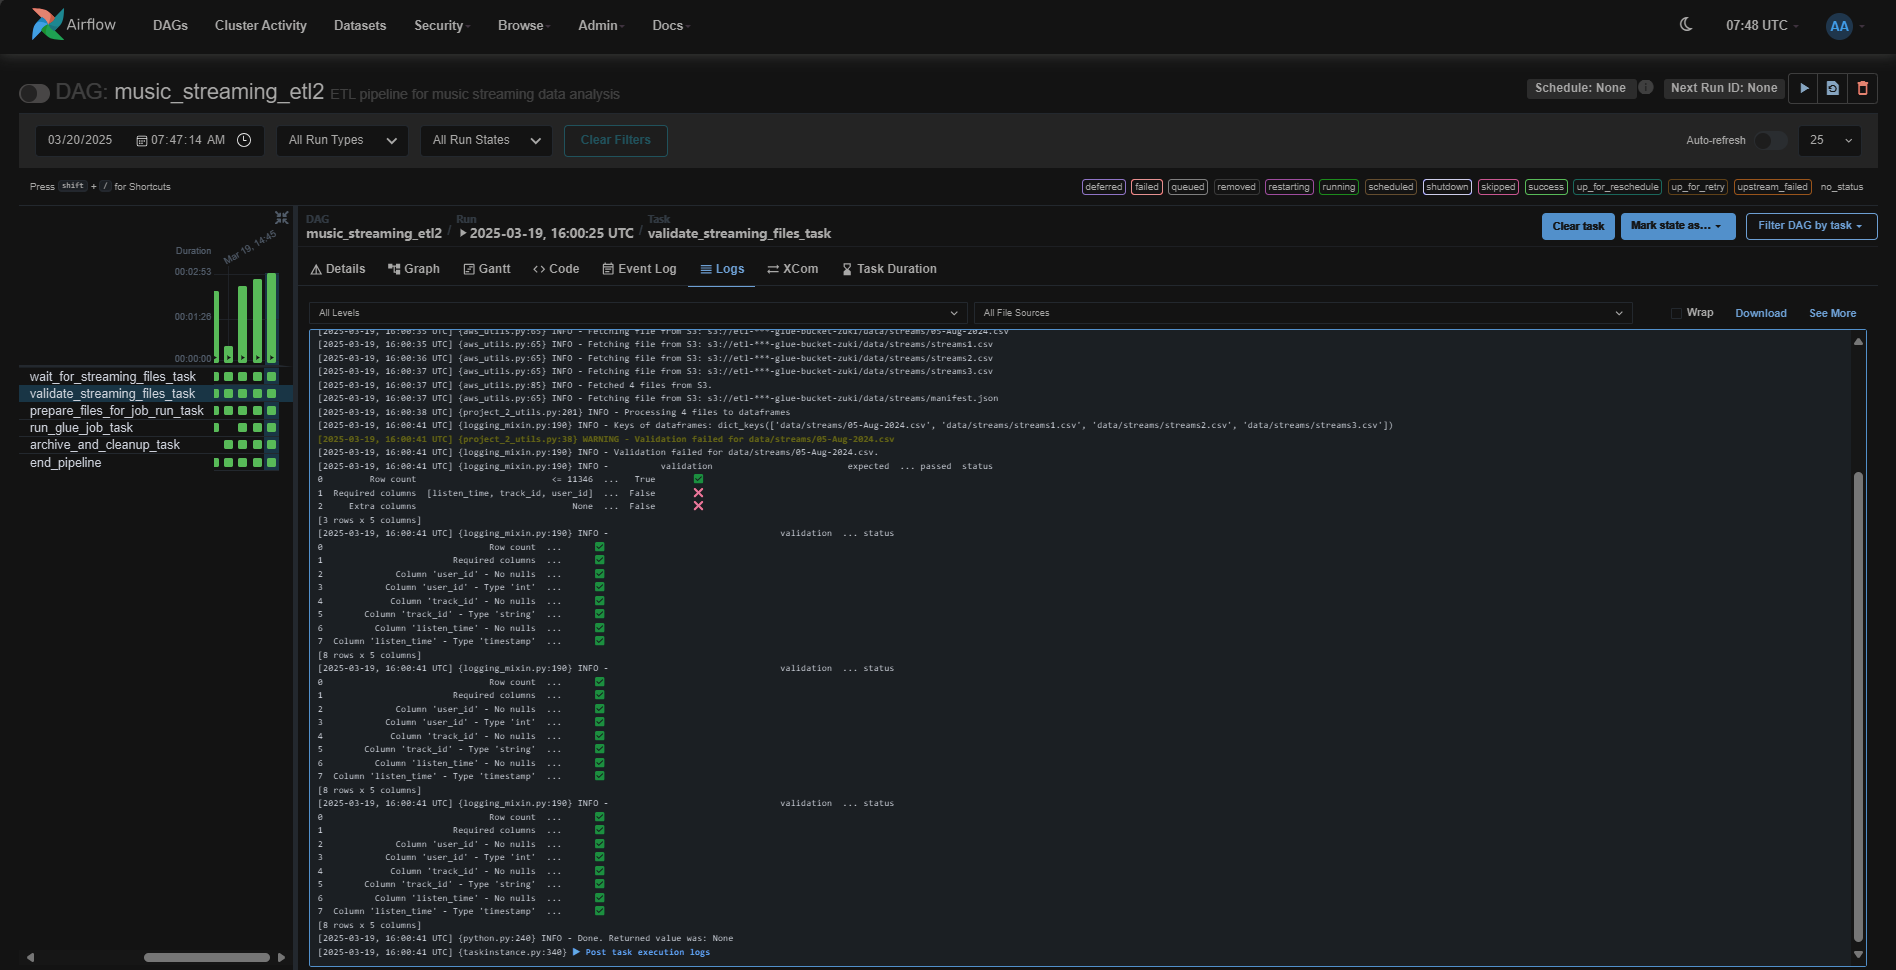 Airflow DAGs Cluster Activity Datasets Security Browse Admin Docs 07:48 UTC AA
DAG: music_streaming_etl2 ETL pipeline for music streaming data analysis Schedule: None i Next Run ID: None
03/20/2025 07:47:14 AM All Run Types All Run States Clear Filters Auto-refresh 25
Press shift + / for Shortcuts deferred failed queued removed restarting running scheduled shutdown skipped success up_for_reschedule up_for_retry upstream_failed no_status
DAG Run Task
music_streaming_etl2 / 2025-03-19, 16:00:25 UTC / validate_streaming_files_task Clear task Mark state as... Filter DAG by task
Duration Mar 19, 14:45
00:02:53
00:01:26
00:00:00
wait_for_streaming_files_task
validate_streaming_files_task
prepare_files_for_job_run_task
run_glue_job_task
archive_and_cleanup_task
end_pipeline
Details Graph Gantt Code Event Log Logs XCom Task Duration
All Levels All File Sources Wrap Download See More
[2025-03-19, 16:00:35 UTC] {aws_utils.py:65} INFO - Fetching file from S3: s3://etl-***-glue-bucket-zuki/data/streams/05-Aug-2024.csv
[2025-03-19, 16:00:35 UTC] {aws_utils.py:65} INFO - Fetching file from S3: s3://etl-***-glue-bucket-zuki/data/streams/streams1.csv
[2025-03-19, 16:00:36 UTC] {aws_utils.py:65} INFO - Fetching file from S3: s3://etl-***-glue-bucket-zuki/data/streams/streams2.csv
[2025-03-19, 16:00:37 UTC] {aws_utils.py:65} INFO - Fetching file from S3: s3://etl-***-glue-bucket-zuki/data/streams/streams3.csv
[2025-03-19, 16:00:37 UTC] {aws_utils.py:85} INFO - Fetched 4 files from S3.
[2025-03-19, 16:00:37 UTC] {aws_utils.py:65} INFO - Fetching file from S3: s3://etl-***-glue-bucket-zuki/data/streams/manifest.json
[2025-03-19, 16:00:38 UTC] {project_2_utils.py:201} INFO - Processing 4 files to dataframes
[2025-03-19, 16:00:41 UTC] {logging_mixin.py:190} INFO - Keys of dataframes: dict_keys(['data/streams/05-Aug-2024.csv', 'data/streams/streams1.csv', 'data/streams/streams2.csv', 'data/streams/streams3.csv'])
[2025-03-19, 16:00:41 UTC] {project_2_utils.py:38} WARNING - Validation failed for data/streams/05-Aug-2024.csv
[2025-03-19, 16:00:41 UTC] {logging_mixin.py:190} INFO - Validation failed for data/streams/05-Aug-2024.csv.
[2025-03-19, 16:00:41 UTC] {logging_mixin.py:190} INFO - validation expected ... passed status
0 Row count <= 11346 ... True ✅
1 Required columns [listen_time, track_id, user_id] ... False ❌
2 Extra columns None ... False ❌
[3 rows x 5 columns]
[2025-03-19, 16:00:41 UTC] {logging_mixin.py:190} INFO - validation ... status
0 Row count ... ✅
1 Required columns ... ✅
2 Column 'user_id' - No nulls ... ✅
3 Column 'user_id' - Type 'int' ... ✅
4 Column 'track_id' - No nulls ... ✅
5 Column 'track_id' - Type 'string' ... ✅
6 Column 'listen_time' - No nulls ... ✅
7 Column 'listen_time' - Type 'timestamp' ... ✅
[8 rows x 5 columns]
[2025-03-19, 16:00:41 UTC] {logging_mixin.py:190} INFO - validation ... status
0 Row count ... ✅
1 Required columns ... ✅
2 Column 'user_id' - No nulls ... ✅
3 Column 'user_id' - Type 'int' ... ✅
4 Column 'track_id' - No nulls ... ✅
5 Column 'track_id' - Type 'string' ... ✅
6 Column 'listen_time' - No nulls ... ✅
7 Column 'listen_time' - Type 'timestamp' ... ✅
[8 rows x 5 columns]
[2025-03-19, 16:00:41 UTC] {logging_mixin.py:190} INFO - validation ... status
0 Row count ... ✅
1 Required columns ... ✅
2 Column 'user_id' - No nulls ... ✅
3 Column 'user_id' - Type 'int' ... ✅
4 Column 'track_id' - No nulls ... ✅
5 Column 'track_id' - Type 'string' ... ✅
6 Column 'listen_time' - No nulls ... ✅
7 Column 'listen_time' - Type 'timestamp' ... ✅
[8 rows x 5 columns]
[2025-03-19, 16:00:41 UTC] {python.py:240} INFO - Done. Returned value was: None
[2025-03-19, 16:00:41 UTC] {taskinstance.py:340} ▶ Post task execution logs